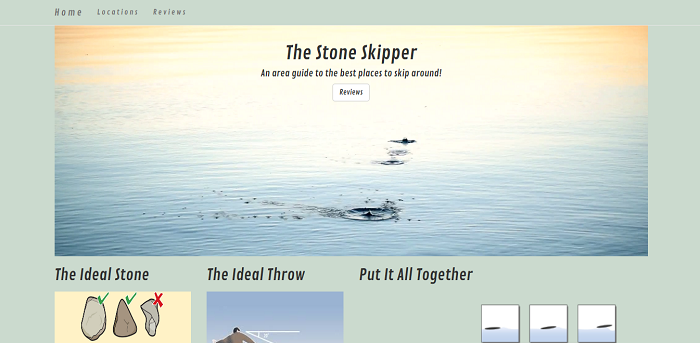 Home Locations Reviews
The Stone Skipper
An area guide to the best places to skip around!
Reviews
The Ideal Stone The Ideal Throw Put It All Together